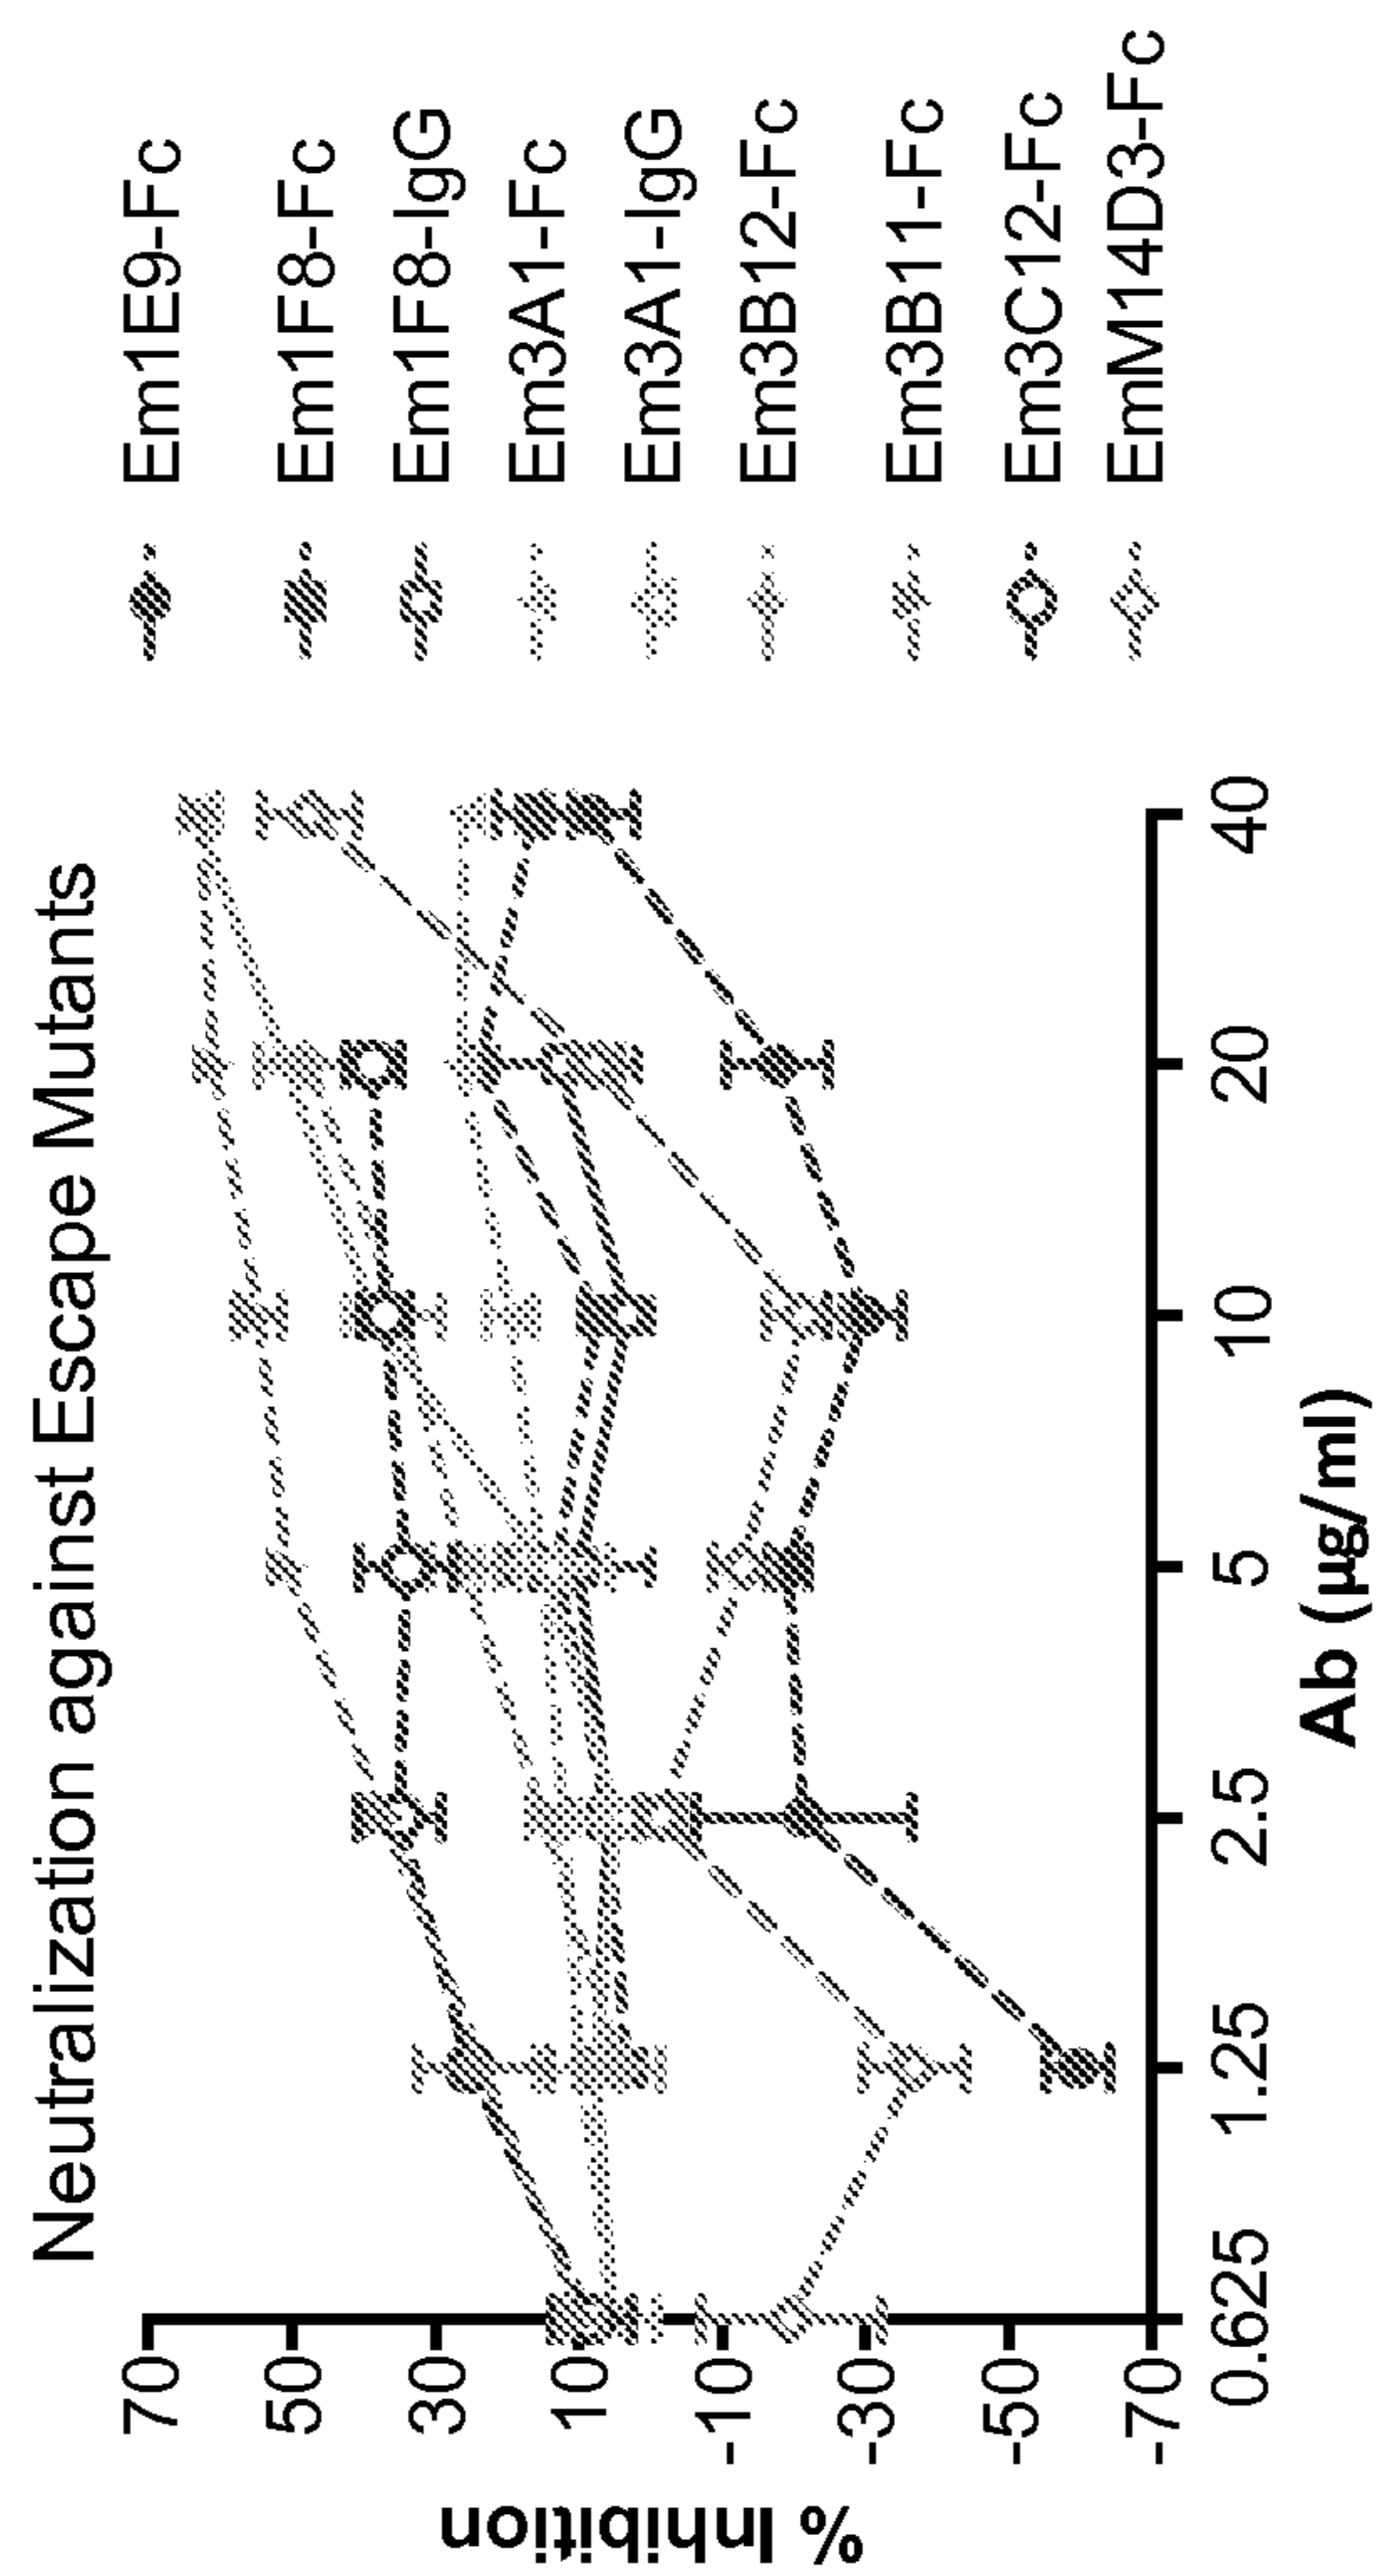 Neutralization against Escape Mutants
% Inhibition
70
50
30
10
-10
-30
-50
-70
0.625 1.25 2.5 5 10 20 40
Ab (µg/ml)
Em1E9-Fc
Em1F8-Fc
Em1F8-IgG
Em3A1-Fc
Em3A1-IgG
Em3B12-Fc
Em3B11-Fc
Em3C12-Fc
EmM14D3-Fc